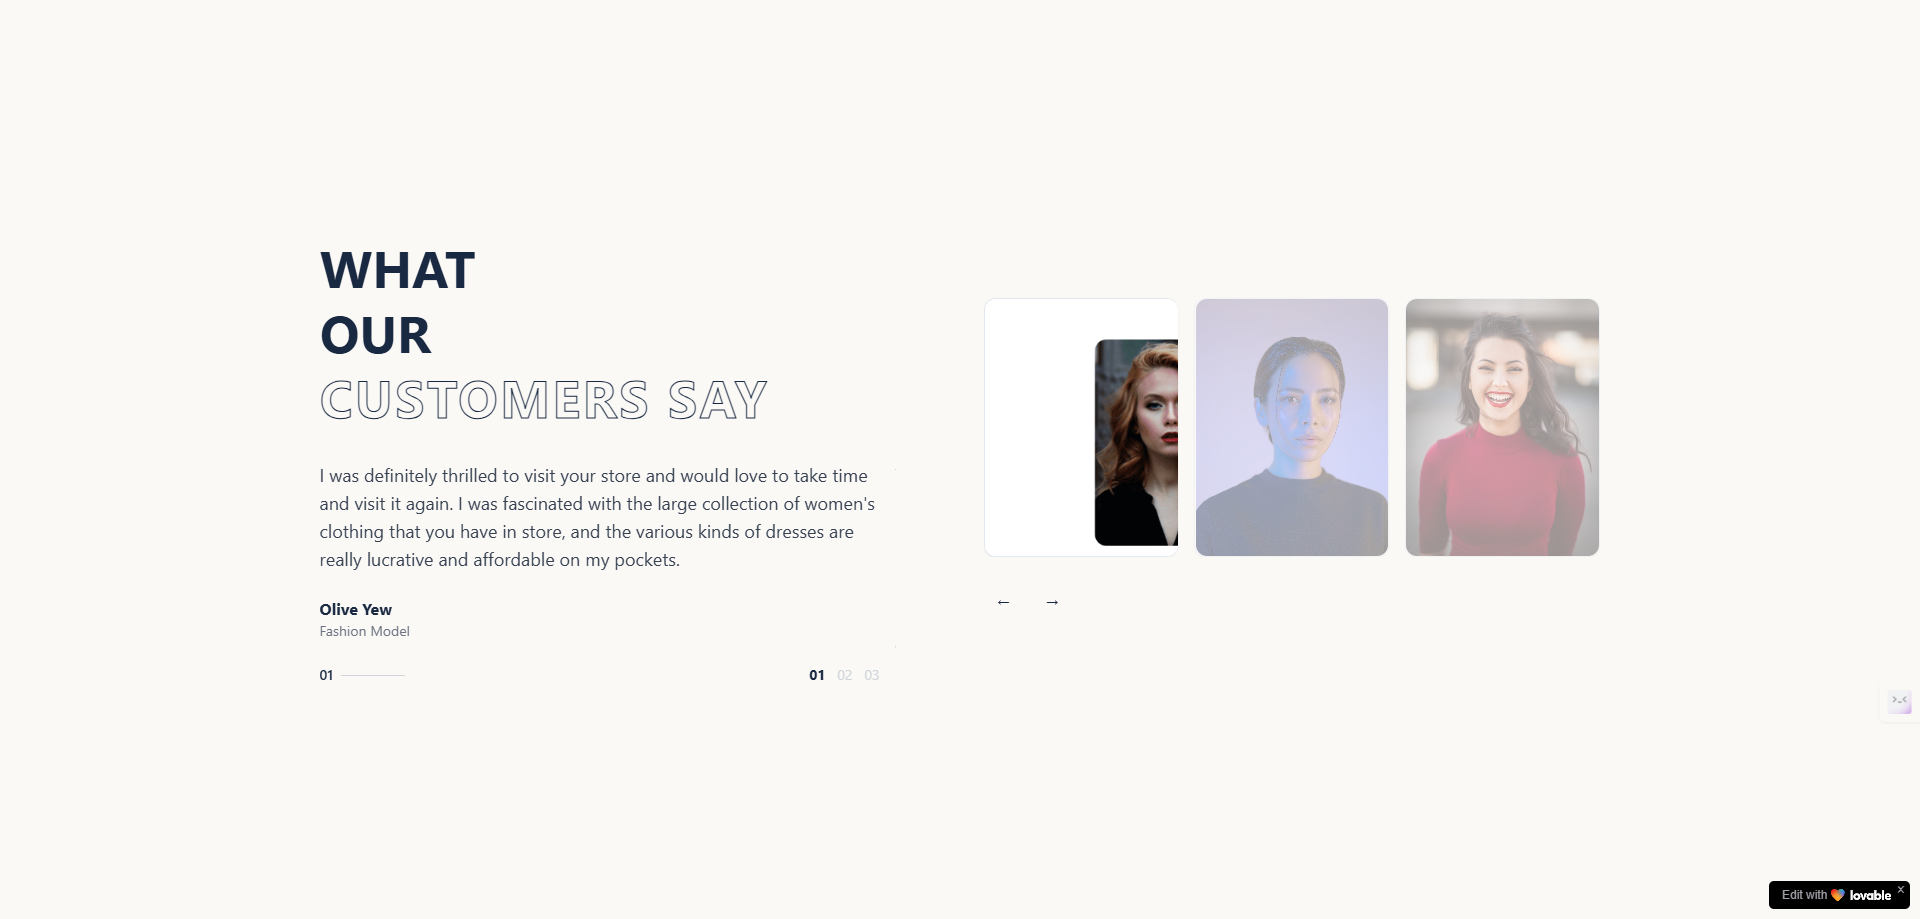 WHAT
OUR
CUSTOMERS SAY
I was definitely thrilled to visit your store and would love to take time
and visit it again. I was fascinated with the large collection of women's
clothing that you have in store, and the various kinds of dresses are
really lucrative and affordable on my pockets.
Olive Yew
Fashion Model
01
01 02 03
← →
Edit with lovable x